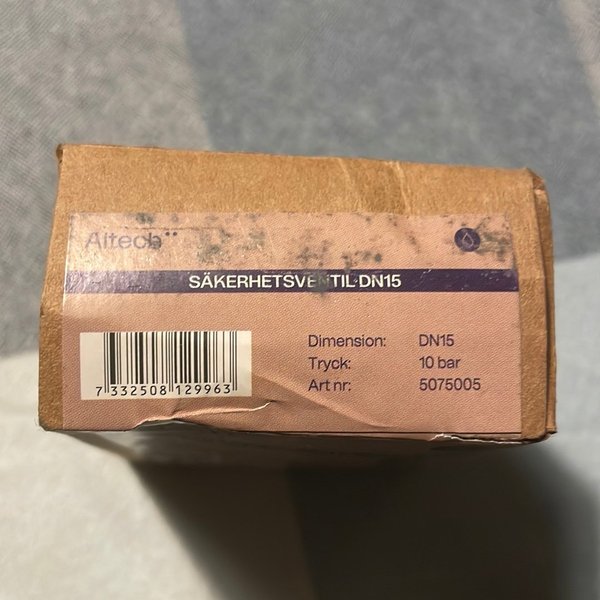 Altech
SÄKERHETSVENTIL DN15
Dimension: DN15
Tryck: 10 bar
Art nr: 5075005
7 332508 129963